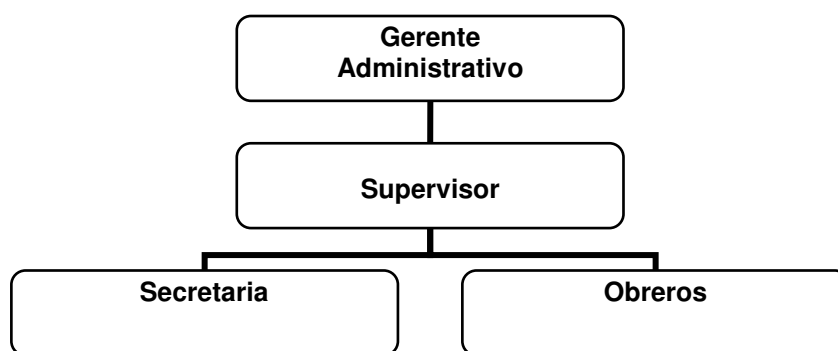 Gerente
Administrativo
Supervisor
Secretaria
Obreros